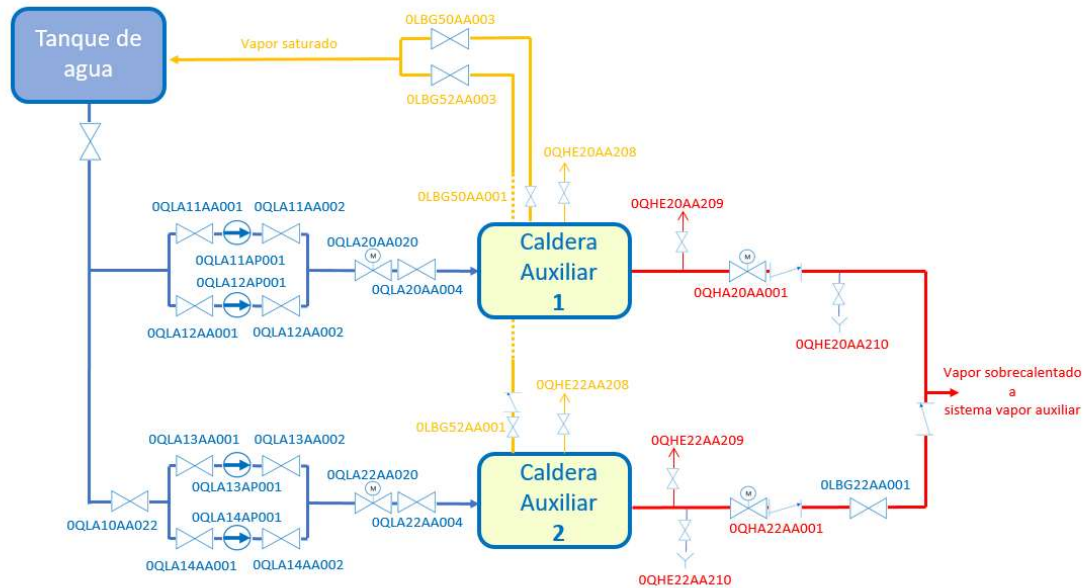 0LBG50AA003
Tanque de
agua
Vapor saturado
0LBG52AA003
0QHE20AA208
0LBG50AA001
0QHE20AA209
0QLA11AA001
0QLA11AA002
0QLA11AP001
0QLA20AA020
M
0QLA20AA004
Caldera
Auxiliar
1
M
0QHA20AA001
0QLA12AP001
0QLA12AA001
0QLA12AA002
0QHE20AA210
Vapor sobrecalentado
a
sistema vapor auxiliar
0QHE22AA208
0LBG52AA001
0QHE22AA209
0QLA13AA001
0QLA13AA002
0QLA13AP001
0QLA22AA020
M
0QLA22AA004
Caldera
Auxiliar
2
M
0QHA22AA001
0LBG22AA001
0QLA10AA022
0QLA14AP001
0QLA14AA001
0QLA14AA002
0QHE22AA210